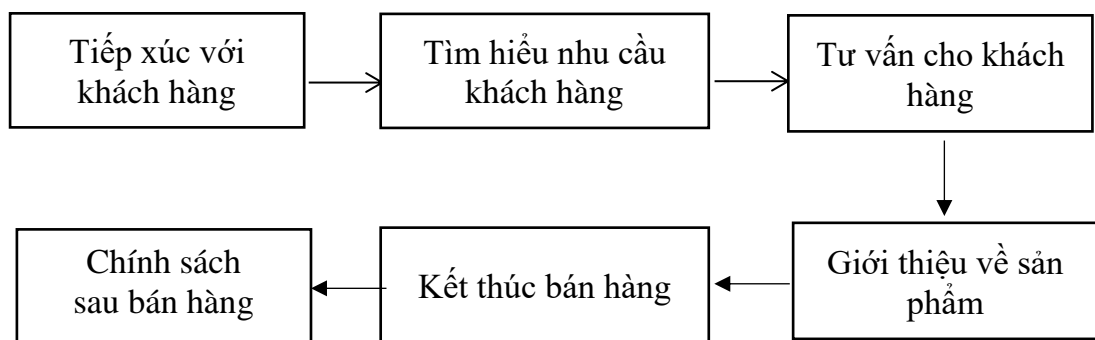 Tiếp xúc với
khách hàng
Tìm hiểu nhu cầu
khách hàng
Tư vấn cho khách
hàng
Giới thiệu về sản
phẩm
Kết thúc bán hàng
Chính sách
sau bán hàng